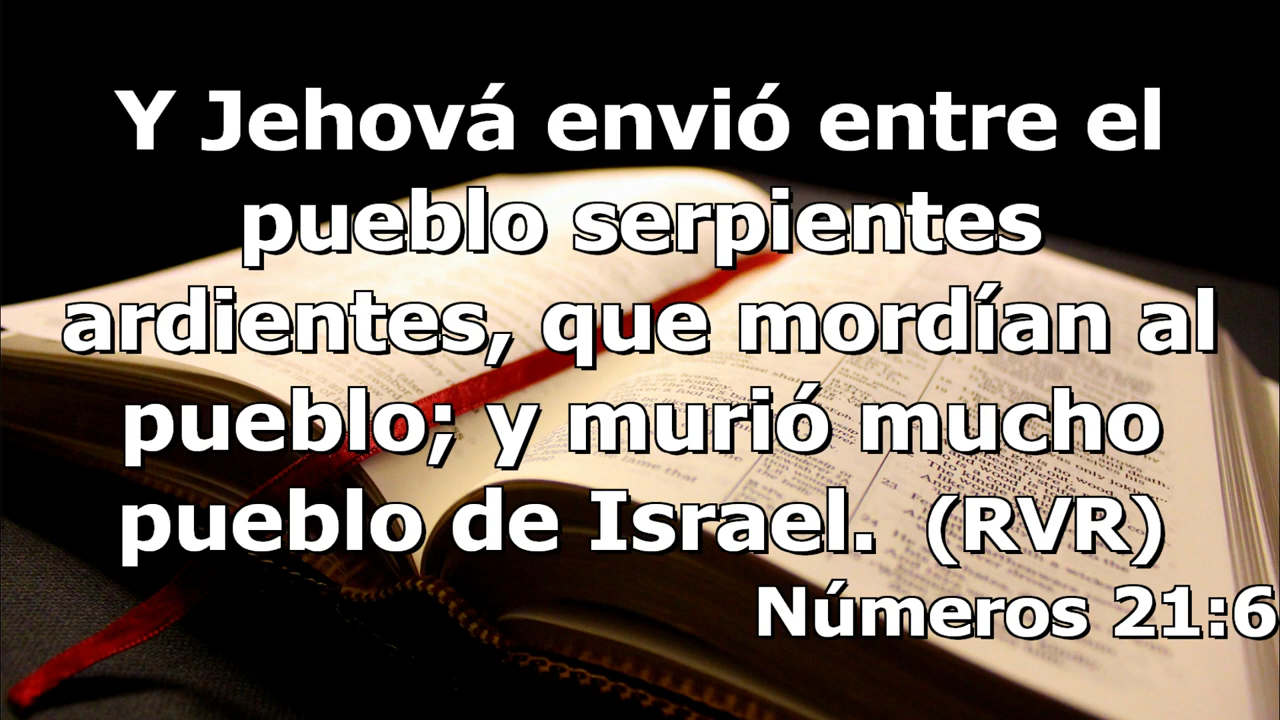 Y Jehová envió entre el
pueblo serpientes
ardientes, que mordían al
pueblo; y murió mucho
pueblo de Israel.  (RVR)
Números 21:6